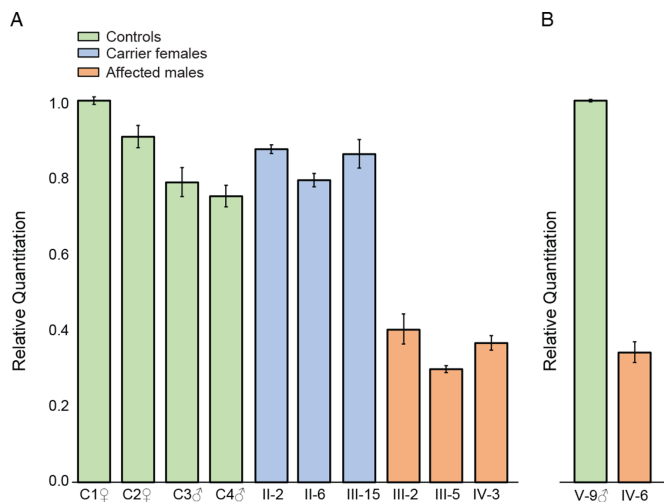 A
B
Controls
Carrier females
Affected males
Relative Quantitation
1.0
0.8
0.6
0.4
0.2
0.0
C1♀ C2♀ C3♂ C4♂ II-2 II-6 III-15 III-2 III-5 IV-3
Relative Quantitation
V-9♂ IV-6